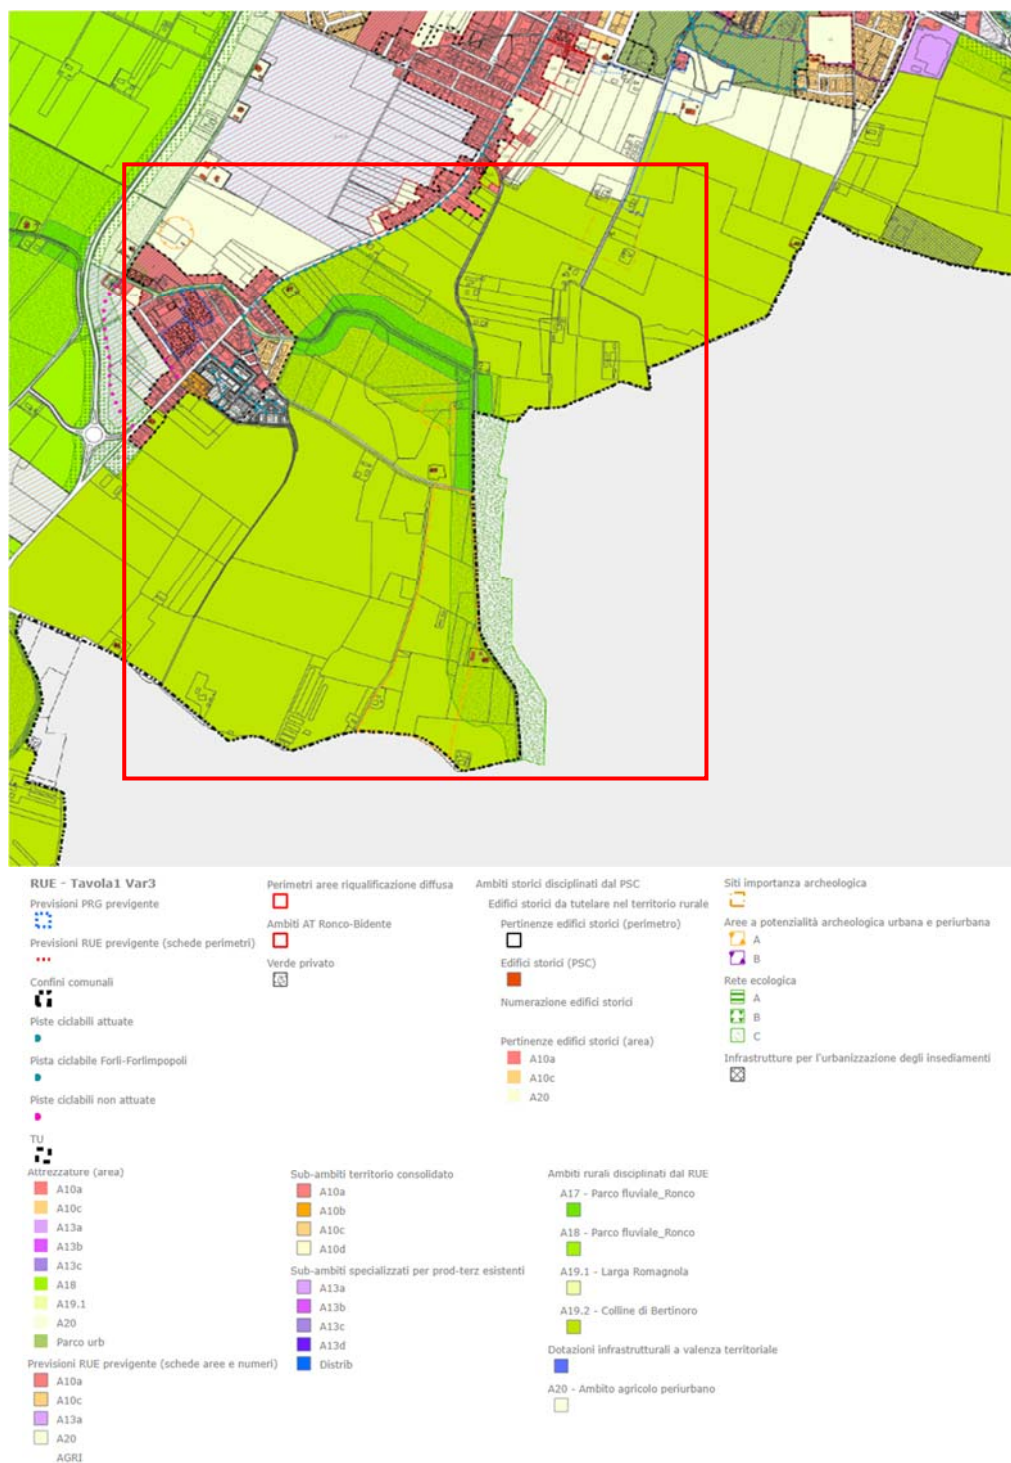 RUE - Tavola1 Var3
Previsioni PRG previgente
Previsioni RUE previgente (schede perimetri)
Confini comunali
Piste ciclabili attuate
Pista ciclabile Forlì-Forlimpopoli
Piste ciclabili non attuate
TU
Perimetri aree riqualificazione diffusa
Ambiti AT Ronco-Bidente
Verde privato
Ambiti storici disciplinati dal PSC
Edifici storici da tutelare nel territorio rurale
Pertinenze edifici storici (perimetro)
Edifici storici (PSC)
Numerazione edifici storici
Pertinenze edifici storici (area)
A10a
A10c
A20
Siti importanza archeologica
Aree a potenzialità archeologica urbana e periurbana
A
B
Rete ecologica
A
B
C
Infrastrutture per l'urbanizzazione degli insediamenti
Attrezzature (area)
A10a
A10c
A13a
A13b
A13c
A18
A19.1
A20
Parco urb
Previsioni RUE previgente (schede aree e numeri)
A10a
A10c
A13a
A20
AGRI
Sub-ambiti territorio consolidato
A10a
A10b
A10c
A10d
Sub-ambiti specializzati per prod-terz esistenti
A13a
A13b
A13c
A13d
Distrib
Ambiti rurali disciplinati dal RUE
A17 - Parco fluviale_Ronco
A18 - Parco fluviale_Ronco
A19.1 - Larga Romagnola
A19.2 - Colline di Bertinoro
Dotazioni infrastrutturali a valenza territoriale
A20 - Ambito agricolo periurbano